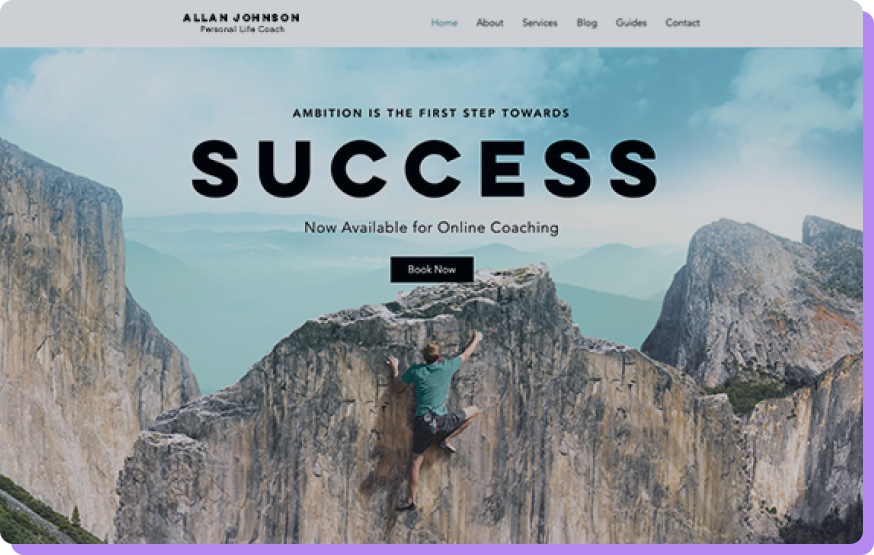 ALLAN JOHNSON
Personal Life Coach
Home About Services Blog Guides Contact
AMBITION IS THE FIRST STEP TOWARDS
SUCCESS
Now Available for Online Coaching
Book Now